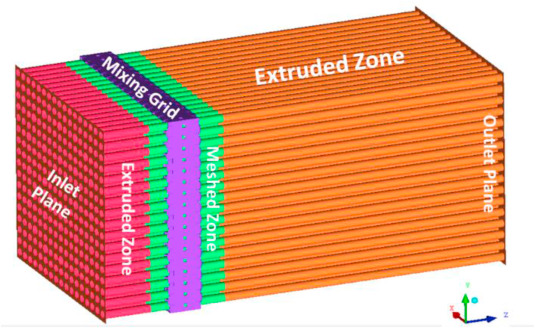 Mixing Grid
Extruded Zone
Inlet
Plane
Extruded Zone
Meshed Zone
Outlet Plane
Z